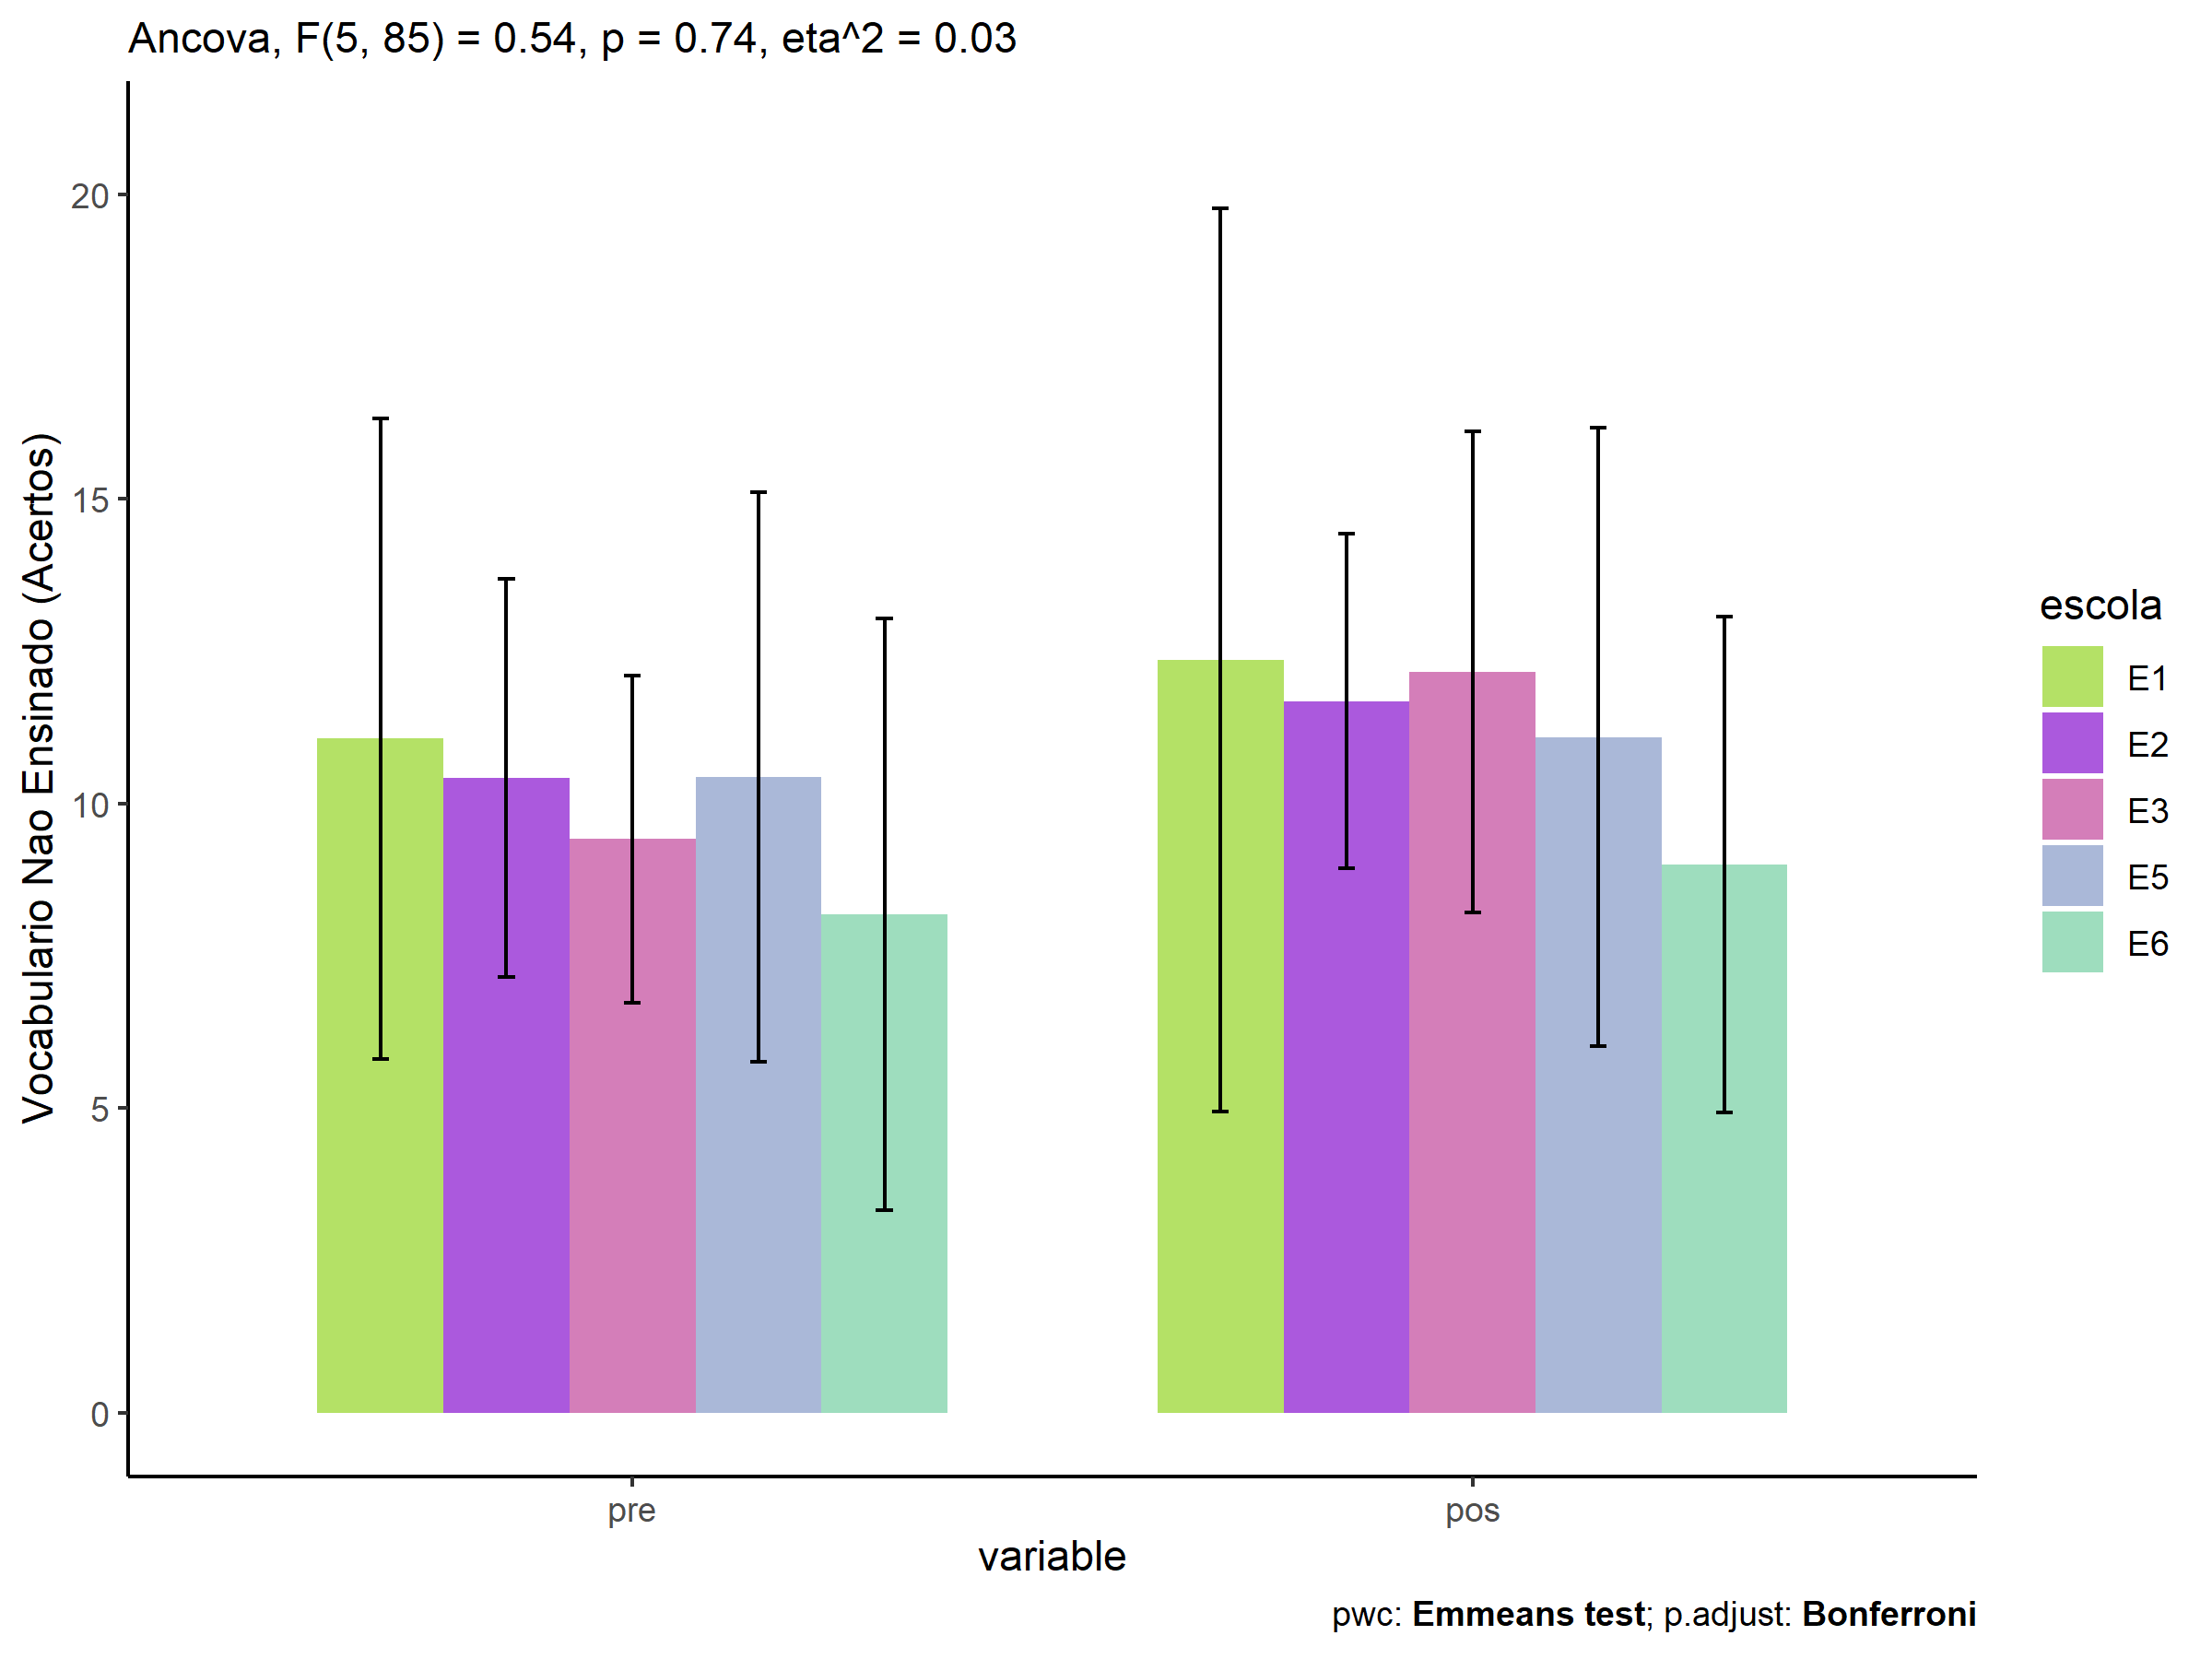 Ancova, F(5, 85) = 0.54, p = 0.74, eta^2 = 0.03
Vocabulario Nao Ensinado (Acertos)
20
15
10
5
0
pre
pos
variable
escola
E1
E2
E3
E5
E6
pwc: Emmeans test; p.adjust: Bonferroni